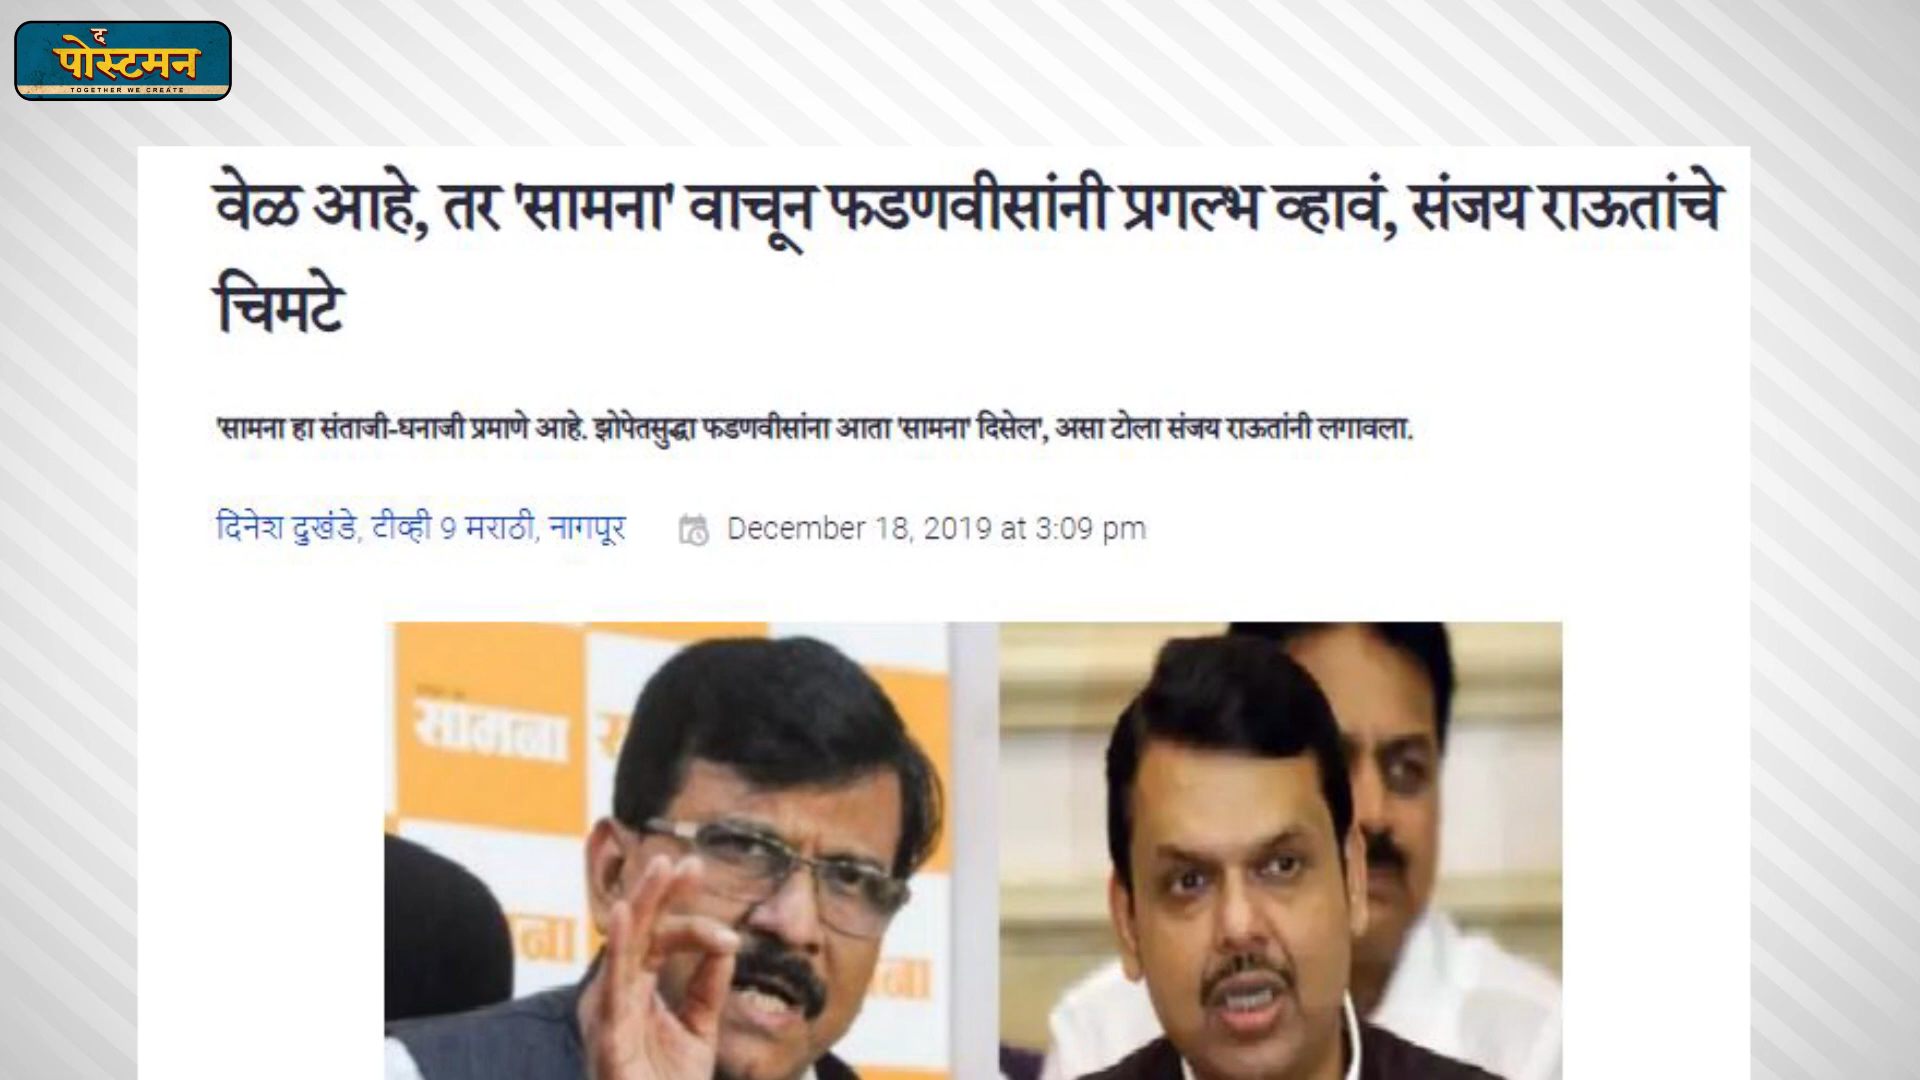 द
पोस्टमन
TOGETHER WE CREATE
वेळ आहे, तर 'सामना' वाचून फडणवीसांनी प्रगल्भ व्हावं, संजय राऊतांचे
चिमटे
'सामना हा संताजी-धनाजी प्रमाणे आहे. झोपेतसुद्धा फडणवीसांना आता 'सामना' दिसेल', असा टोला संजय राऊतांनी लगावला.
दिनेश दुखंडे, टीव्ही 9 मराठी, नागपूर
December 18, 2019 at 3:09 pm
सामना